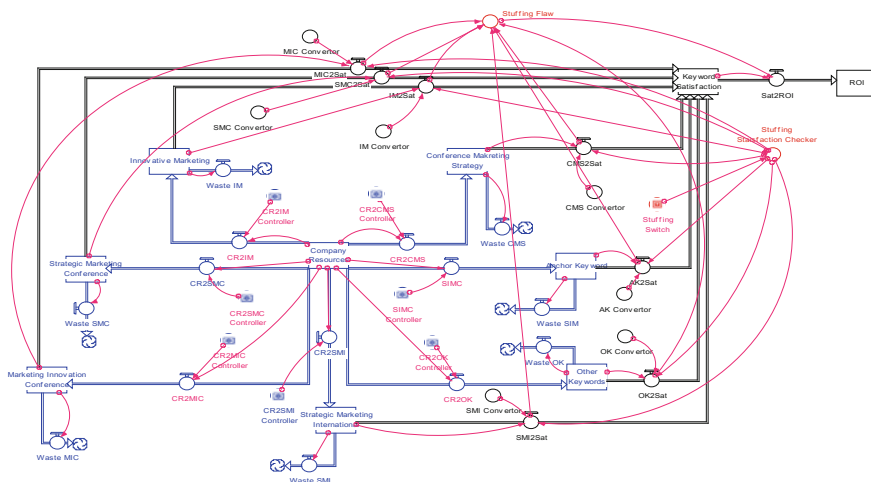 Stuffing Flaw
MIC Convertor
MIC2Sat
SMC2Sat
IM2Sat
Keyword
Satisfaction
Sat2ROI
ROI
SMC Convertor
IM Convertor
Stuffing
Satisfaction Checker
Innovative Marketing
Waste IM
Conference Makreting
Strategy
CMS2Sat
CMS Convertor
Stuffing
Switch
CR2IM
Controller
CR2CMS
Controller
Waste CMS
CR2IM
Company
Resources
CR2CMS
Strategic Marketing
Conference
CR2SMC
SIMC
Anchor Keyword
AK2Sat
CR2SMC
Controller
SIMC
Controller
AK Convertor
Waste SMC
Waste SIM
CR2MIC
Controller
CR2SMI
CR2OK
Controller
Waste OK
OK Convertor
Marketing Innovation
Conference
CR2MIC
CR2OK
Other
Keywords
OK2Sat
CR2SMI
Controller
SMI Convertor
Strategic Marketing
International
SMI2Sat
Waste MIC
Waste SMI